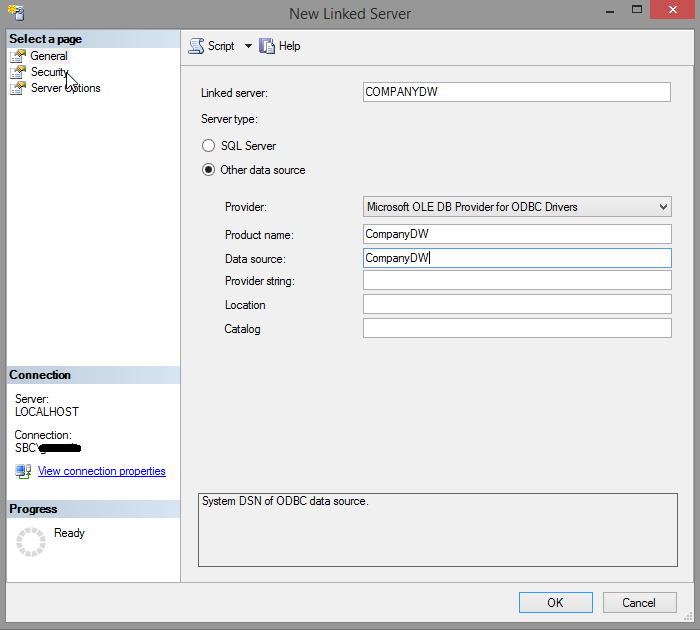 New Linked Server
Select a page
General
Security
Server Options
Script
Help
Linked server:
COMPANYDW
Server type:
SQL Server
Other data source
Provider:
Microsoft OLE DB Provider for ODBC Drivers
Product name:
CompanyDW
Data source:
CompanyDW
Provider string:
Location
Catalog
Connection
Server:
LOCALHOST
Connection:
SBC\
View connection properties
Progress
Ready
System DSN of ODBC data source.
OK
Cancel